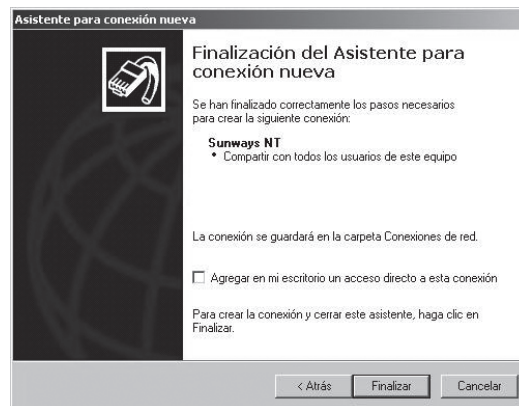 Asistente para conexión nueva
Finalización del Asistente para
conexión nueva
Se han finalizado correctamente los pasos necesarios
para crear la siguiente conexión:
Sunways NT
• Compartir con todos los usuarios de este equipo
La conexión se guardará en la carpeta Conexiones de red.
Agregar en mi escritorio un acceso directo a esta conexión
Para crear la conexión y cerrar este asistente, haga clic en
Finalizar.
< Atrás Finalizar Cancelar